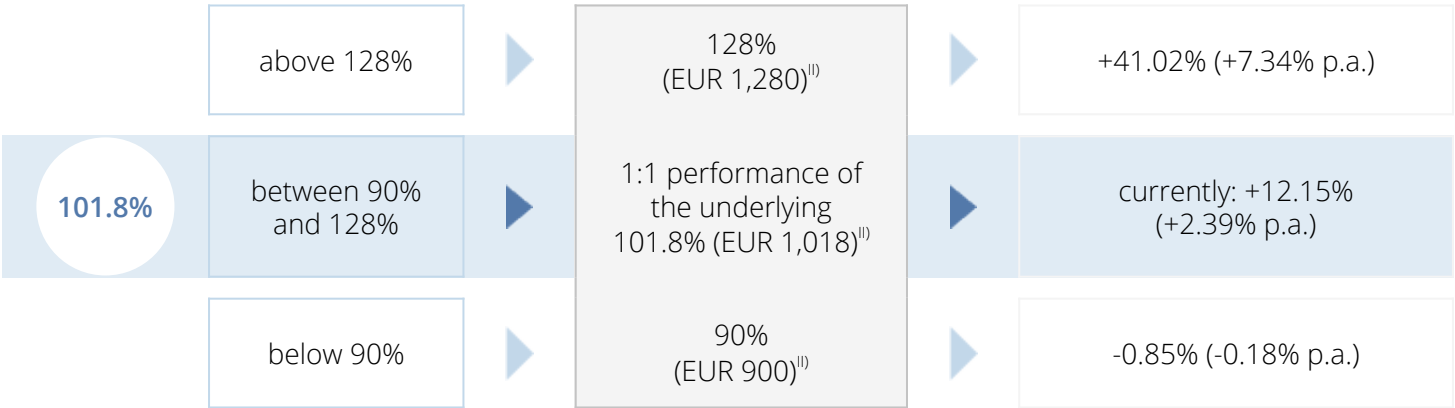 above 128%
128%
(EUR 1,280)II)
+41.02% (+7.34% p.a.)
101.8%
between 90%
and 128%
1:1 performance of
the underlying
101.8% (EUR 1,018)II)
currently: +12.15%
(+2.39% p.a.)
below 90%
90%
(EUR 900)II)
-0.85% (-0.18% p.a.)